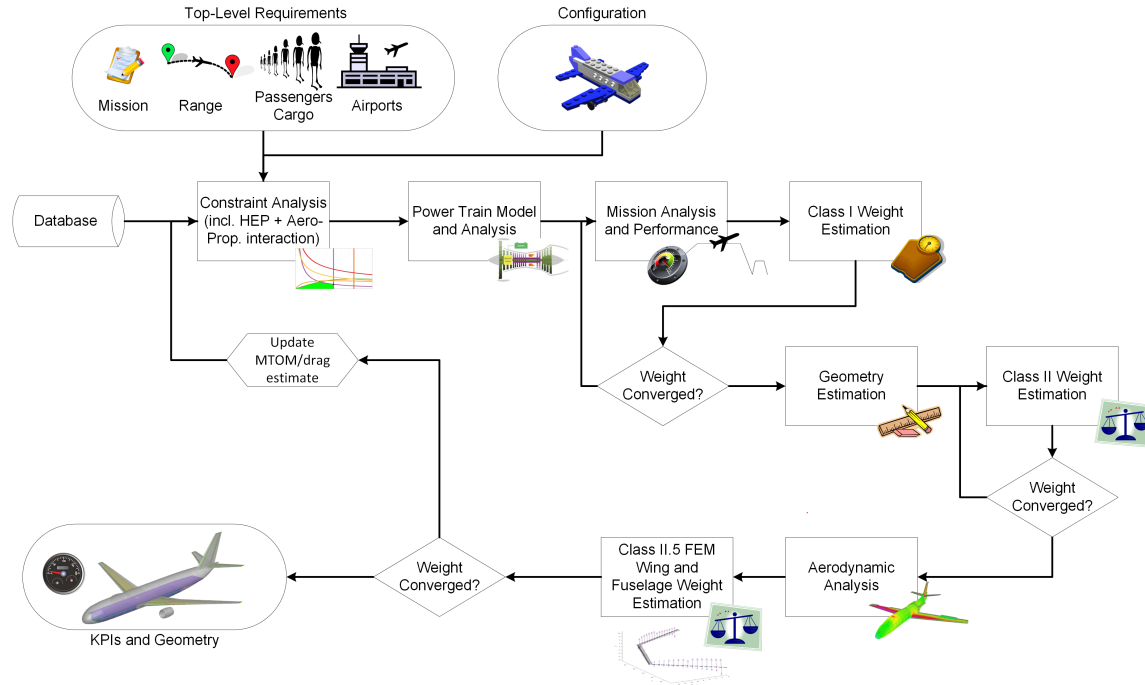 Top-Level Requirements
Configuration
Mission
Range
Passengers
Cargo
Airports
Database
Constraint Analysis
(incl. HEP + Aero-
Prop. interaction)
Power Train Model
and Analysis
Mission Analysis
and Performance
Class I Weight
Estimation
Update
MTOM/drag
estimate
Weight
Converged?
Geometry
Estimation
Class II Weight
Estimation
Weight
Converged?
KPIs and Geometry
Weight
Converged?
Class II.5 FEM
Wing and
Fuselage Weight
Estimation
Aerodynamic
Analysis